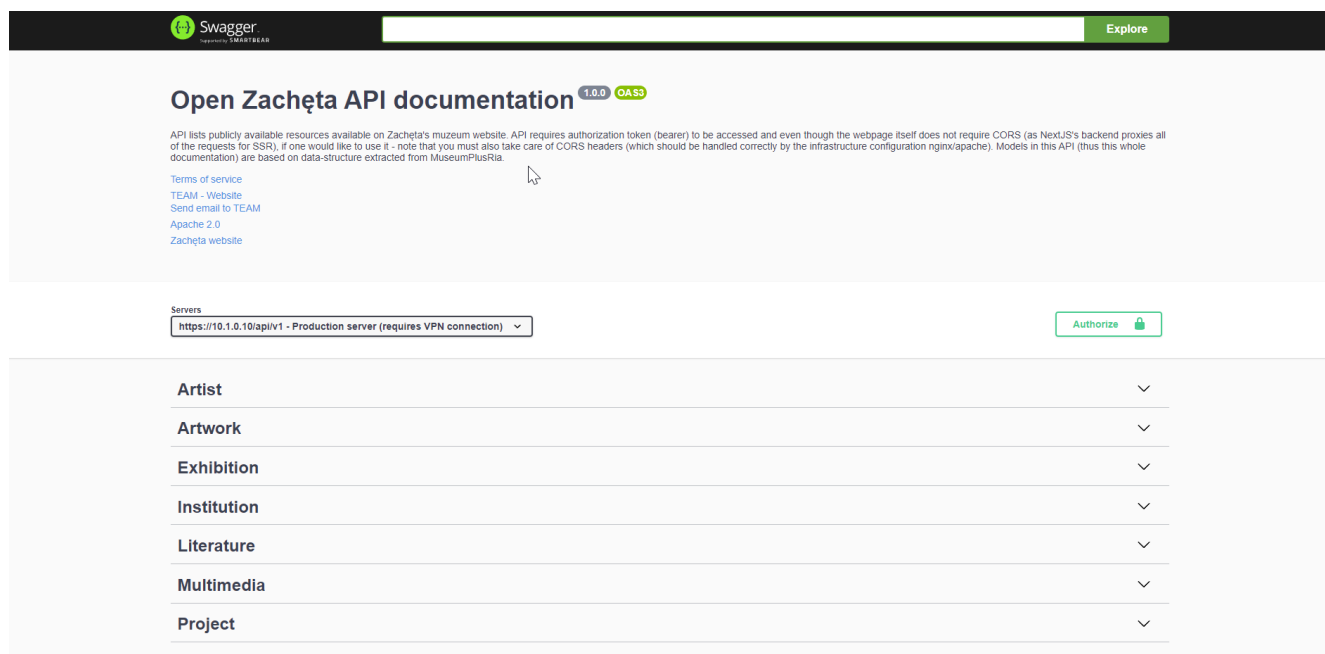 Swagger.
Supported by SMARTBEAR
Explore
Open Zachęta API documentation 1.0.0 OAS3
API lists publicly available resources available on Zachęta's muzeum website. API requires authorization token (bearer) to be accessed and even though the webpage itself does not require CORS (as NextJS's backend proxies all
of the requests for SSR), if one would like to use it - note that you must also take care of CORS headers (which should be handled correctly by the infrastructure configuration nginx/apache). Models in this API (thus this whole
documentation) are based on data-structure extracted from MuseumPlusRia.
Terms of service
TEAM - Website
Send email to TEAM
Apache 2.0
Zachęta website
Servers
https://10.1.0.10/api/v1 - Production server (requires VPN connection)
Authorize
Artist
Artwork
Exhibition
Institution
Literature
Multimedia
Project